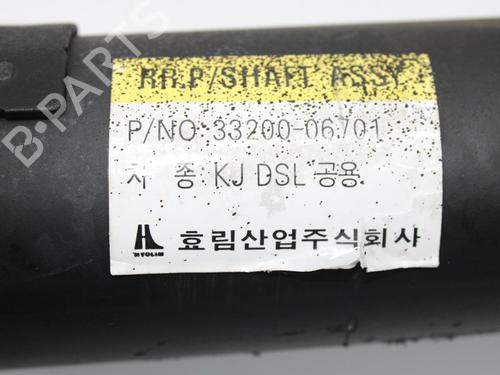 RR.P/SHAFT ASSY
P/NO 33200-06701
차 종 KJ DSL 공용
효림산업주식회사
HYOLIM
B-PARTS